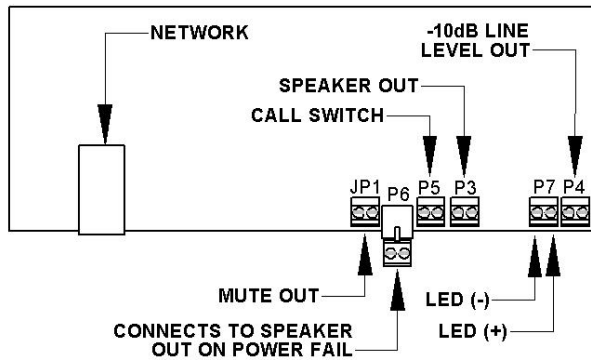 NETWORK
-10dB LINE
LEVEL OUT
SPEAKER OUT
CALL SWITCH
JP1
P6
P5
P3
P7
P4
MUTE OUT
LED (-)
CONNECTS TO SPEAKER
OUT ON POWER FAIL
LED (+)